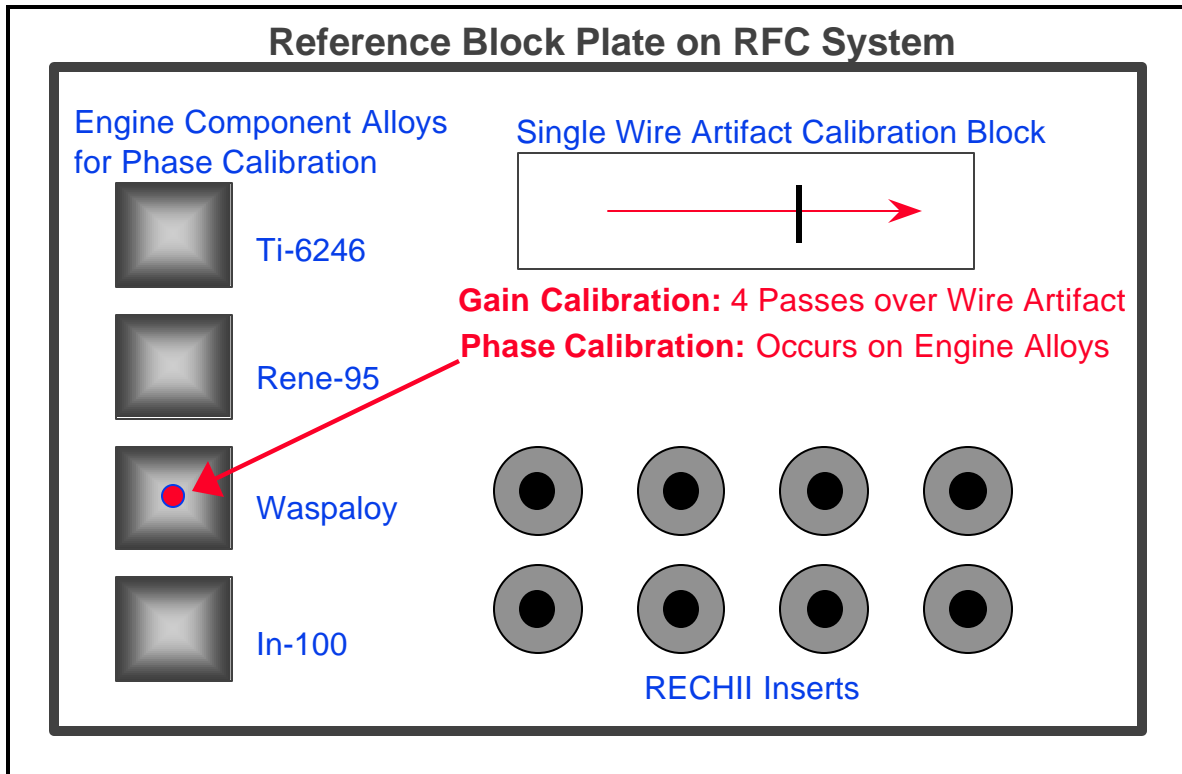 Reference Block Plate on RFC System
Engine Component Alloys
for Phase Calibration
Single Wire Artifact Calibration Block
Ti-6246
Gain Calibration: 4 Passes over Wire Artifact
Phase Calibration: Occurs on Engine Alloys
Rene-95
Waspaloy
In-100
RECHII Inserts